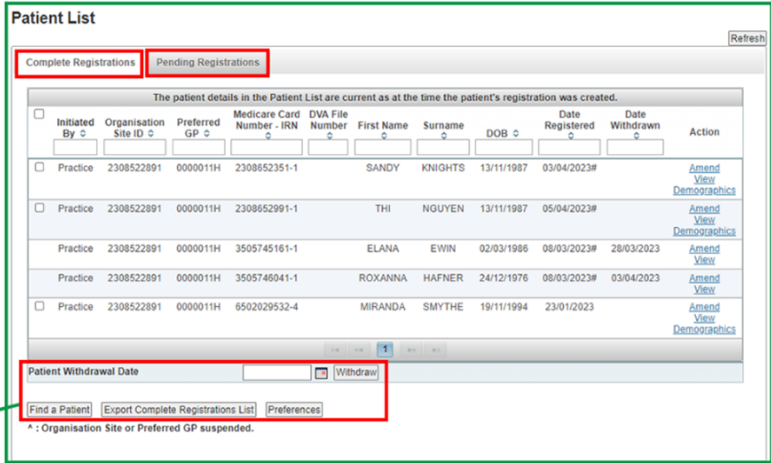 Patient List
Refresh
Complete Registrations Pending Registrations
The patient details in the Patient List are current as at the time the patient's registration was created.
Initiated By Organisation Site ID Preferred GP Medicare Card Number - IRN DVA File Number First Name Surname DOB Date Registered Date Withdrawn Action
Practice 2308522891 0000011H 2308652351-1 SANDY KNIGHTS 13/11/1987 03/04/2023# Amend
View
Demographics
Practice 2308522891 0000011H 2308652991-1 THI NGUYEN 13/11/1987 05/04/2023# Amend
View
Demographics
Practice 2308522891 0000011H 3505745161-1 ELANA EWIN 02/03/1986 08/03/2023# 28/03/2023 Amend
View
Practice 2308522891 0000011H 3505746041-1 ROXANNA HAFNER 24/12/1976 08/03/2023# 03/04/2023 Amend
View
Practice 2308522891 0000011H 6502029532-4 MIRANDA SMYTHE 19/11/1994 23/01/2023 Amend
View
Demographics
1
Patient Withdrawal Date Withdraw
Find a Patient Export Complete Registrations List Preferences
^ : Organisation Site or Preferred GP suspended.